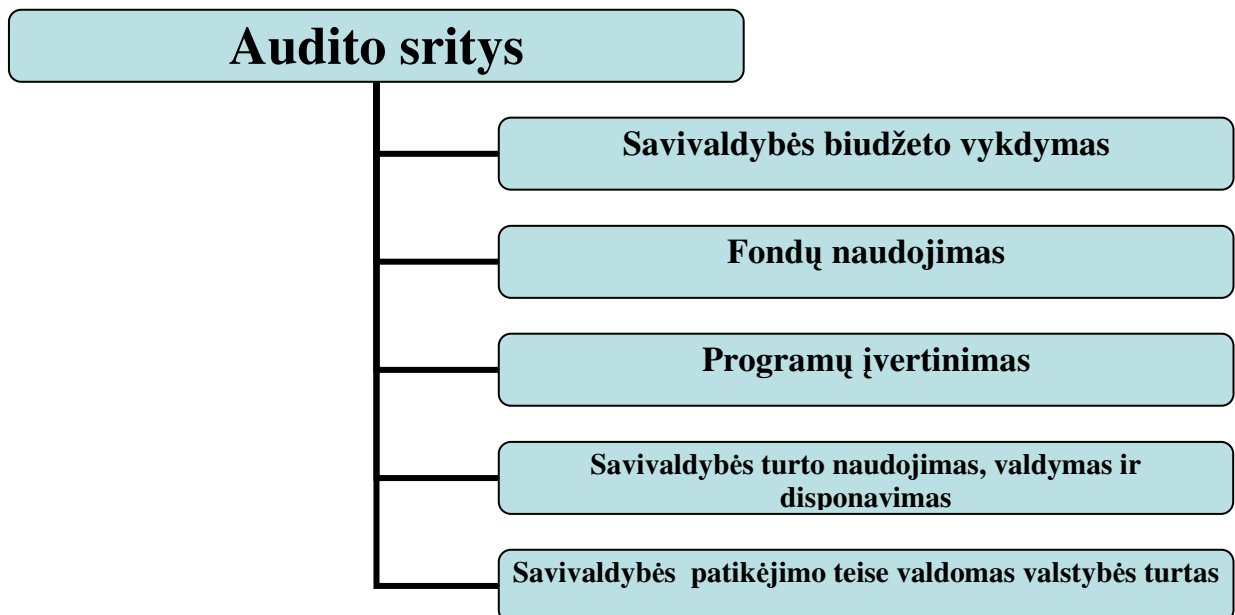 Audito sritys
Savivaldybės biudžeto vykdymas
Fondų naudojimas
Programų įvertinimas
Savivaldybės turto naudojimas, valdymas ir
disponavimas
Savivaldybės patikėjimo teise valdomas valstybės turtas